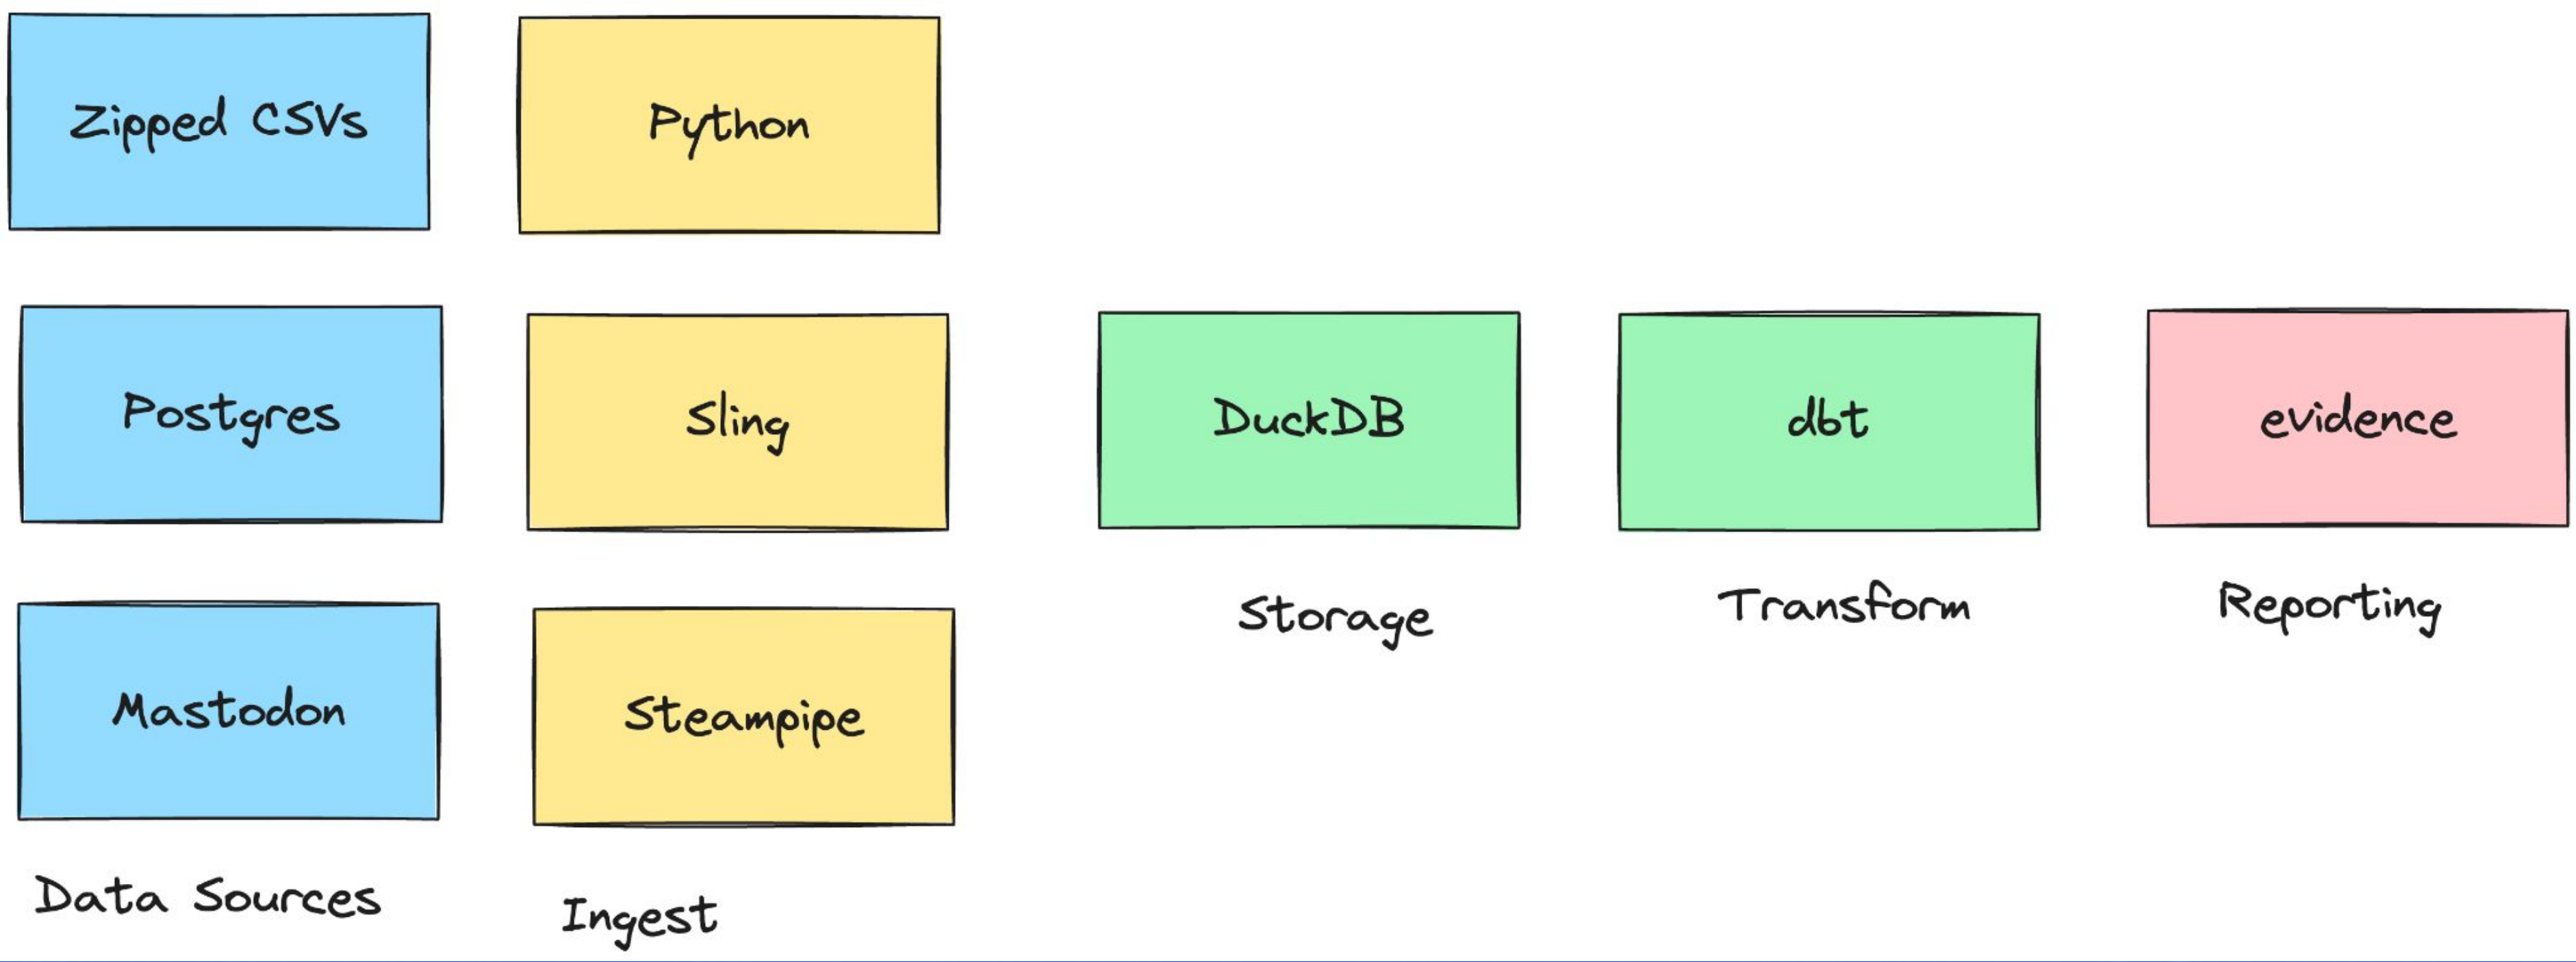 Zipped CSVs
Python
Postgres
Sling
DuckDB
dbt
evidence
Storage
Transform
Reporting
Mastodon
Steampipe
Data Sources
Ingest